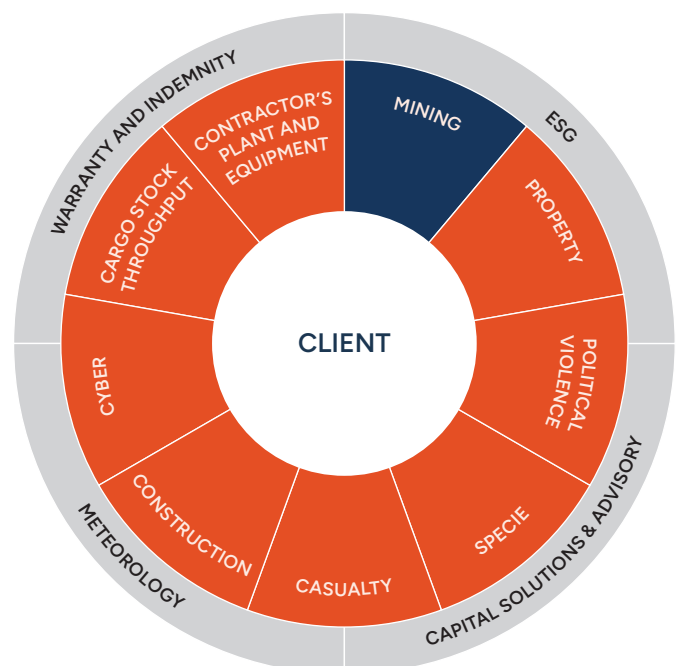 WARRANTY AND INDEMNITY
ESG
CAPITAL SOLUTIONS & ADVISORY
METEOROLOGY
MINING
PROPERTY
POLITICAL
VIOLENCE
SPECIE
CASUALTY
CONSTRUCTION
CYBER
CARGO STOCK
THROUGHPUT
CONTRACTOR'S
PLANT AND
EQUIPMENT
CLIENT